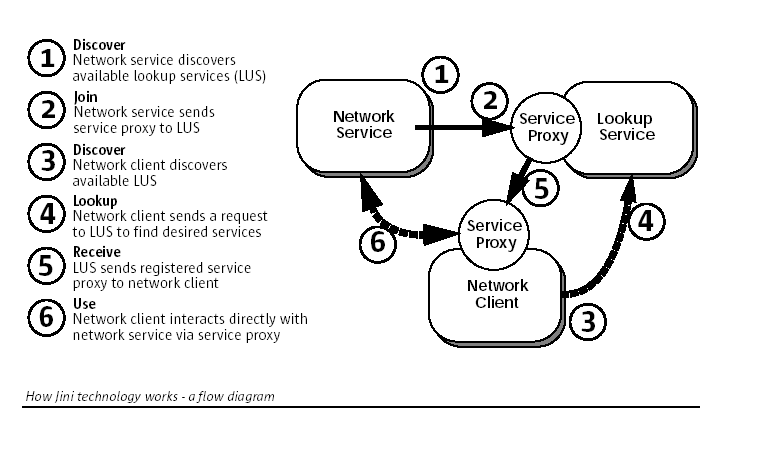 1
Discover
Network service discovers
available lookup services (LUS)
2
Join
Network service sends
service proxy to LUS
3
Discover
Network client discovers
available LUS
4
Lookup
Network client sends a request
to LUS to find desired services
5
Receive
LUS sends registered service
proxy to network client
6
Use
Network client interacts directly with
network service via service proxy
1
2
Network
Service
Service
Proxy
Lookup
Service
5
4
6
Service
Proxy
Network
Client
3
How Jini technology works - a flow diagram